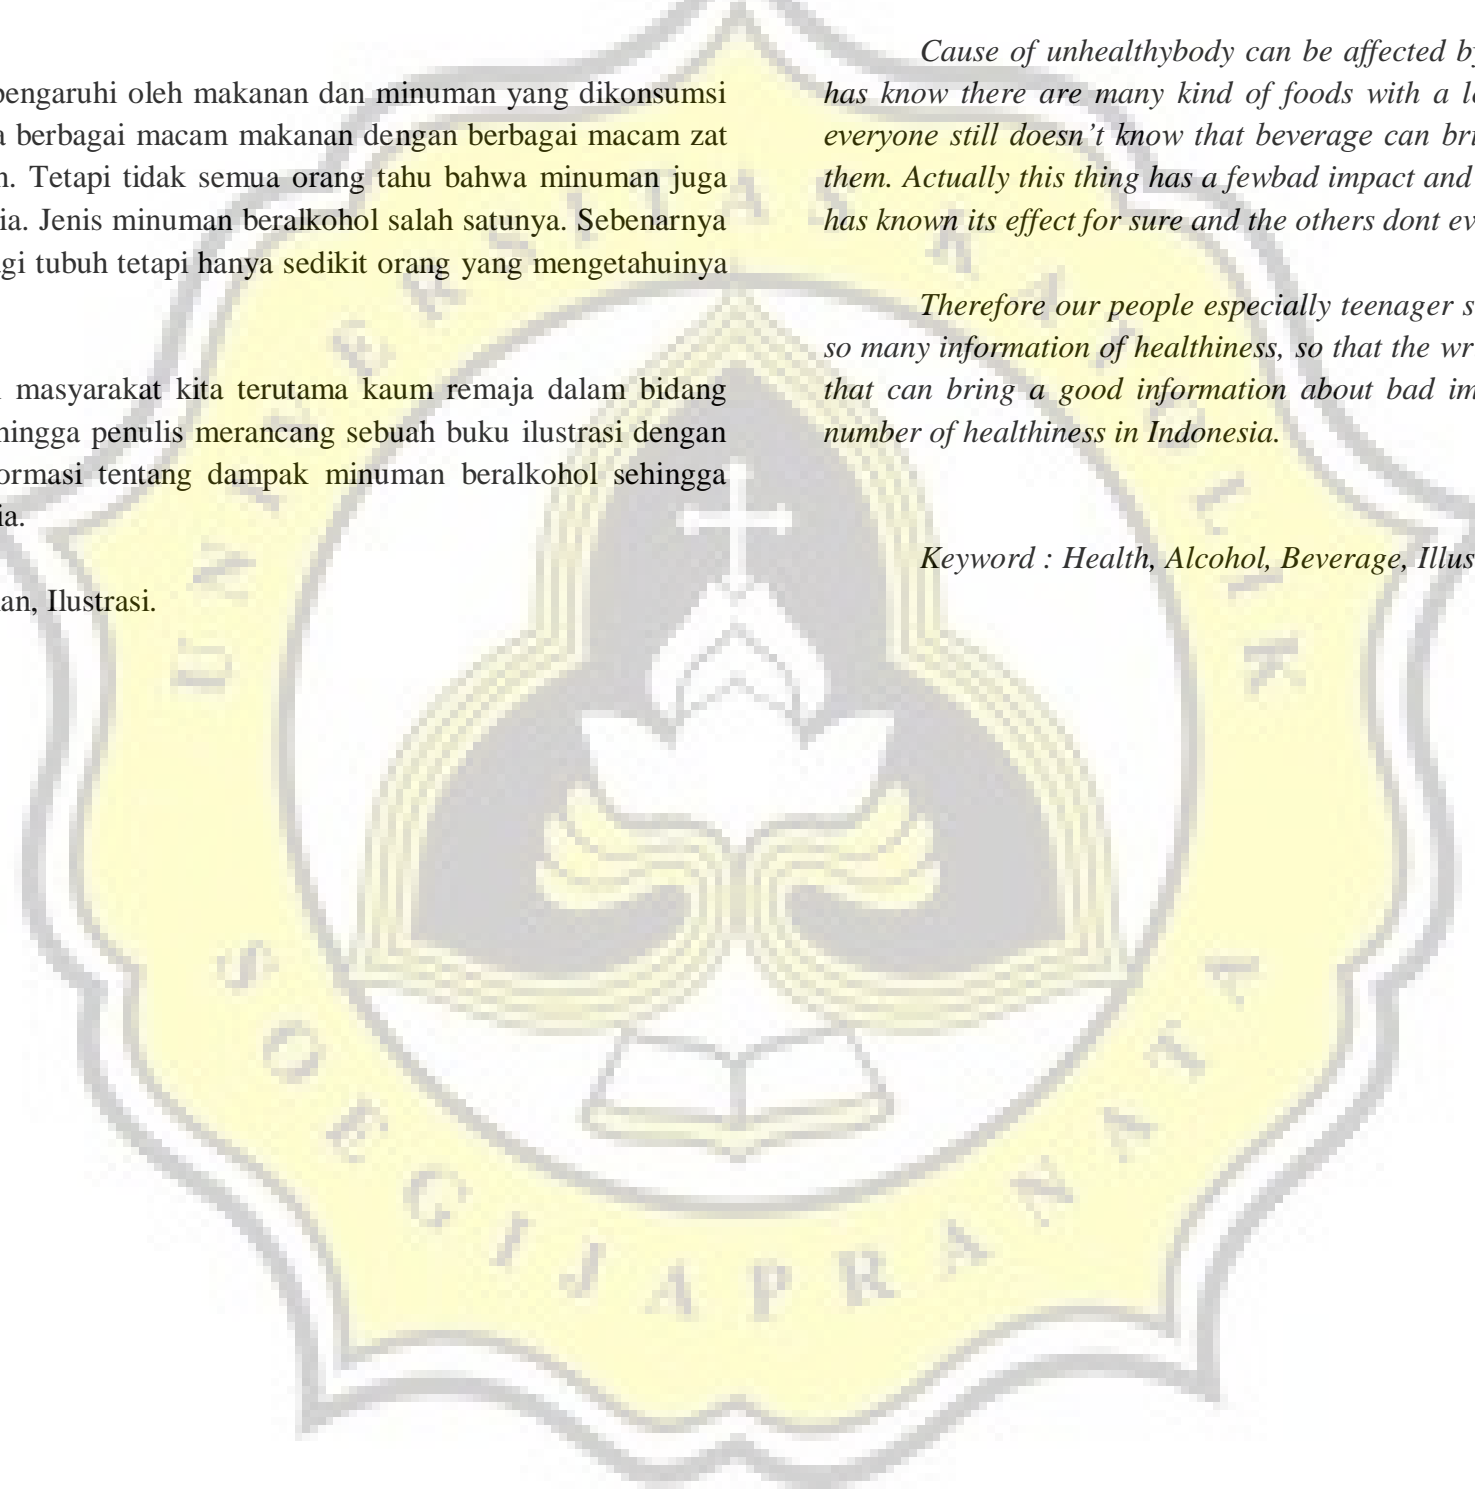 pengaruhi oleh makanan dan minuman yang dikonsumsi
berbagai macam makanan dengan berbagai macam zat
Tetapi tidak semua orang tahu bahwa minuman juga
Jenis minuman beralkohol salah satunya. Sebenarnya
tubuh tetapi hanya sedikit orang yang mengetahuinya
masyarakat kita terutama kaum remaja dalam bidang
hingga penulis merancang sebuah buku ilustrasi dengan
ormasi tentang dampak minuman beralkohol sehingga
ia.
an, Ilustrasi.
Cause of unhealthybody can be affected by
has know there are many kind of foods with a
everyone still doesn't know that beverage can bri
them. Actually this thing has a fewbad impact and
has known its effect for sure and the others dont ev
Therefore our people especially teenager s
so many information of healthiness, so that the wr
that can bring a good information about bad im
number of healthiness in Indonesia.
Keyword : Health, Alcohol, Beverage, Illus
UNIVERSITAS KATOLIK
SOEGIJAPRANATA